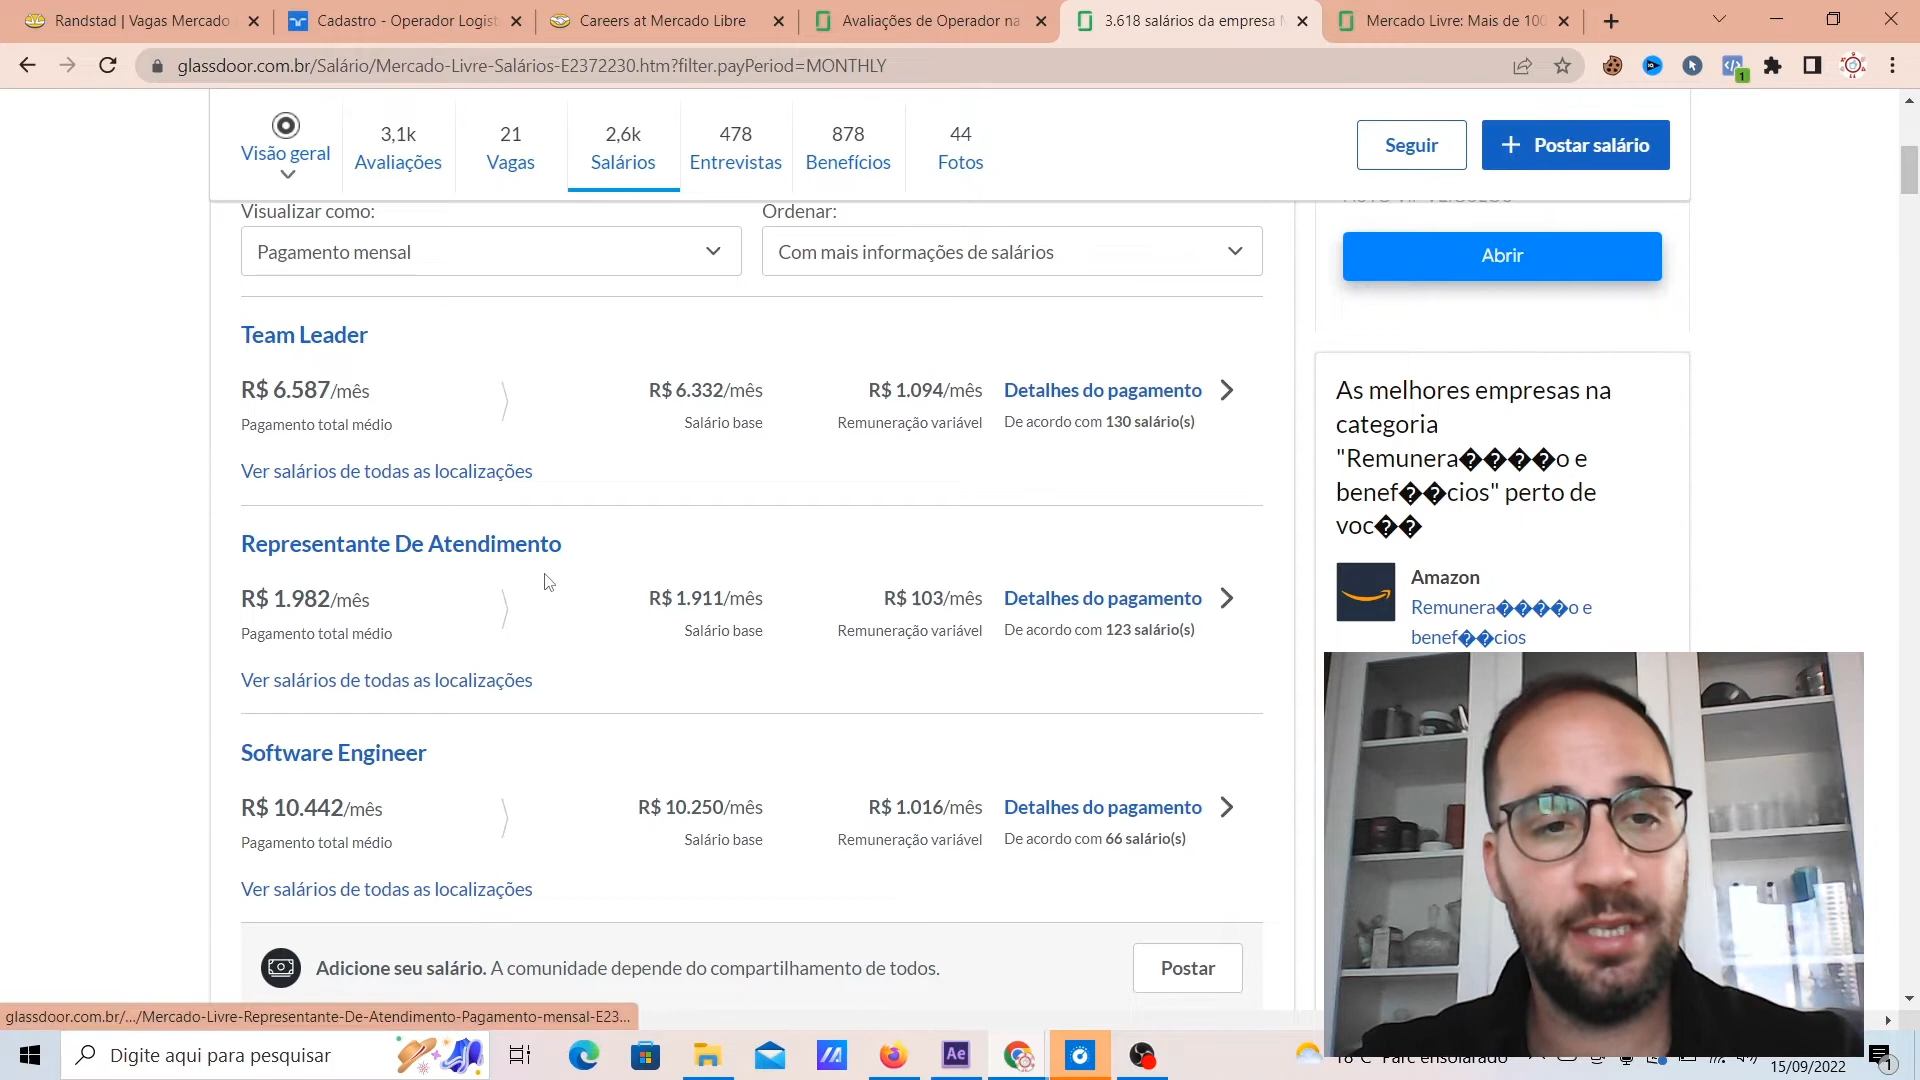 Randstad | Vagas Mercado
Cadastro - Operador Logist
Careers at Mercado Libre
Avaliações de Operador na
3.618 salários da empresa M
Mercado Livre: Mais de 100
glassdoor.com.br/Salário/Mercado-Livre-Salários-E2372230.htm?filter.payPeriod=MONTHLY
1
Visão geral
3,1k
Avaliações
21
Vagas
2,6k
Salários
478
Entrevistas
878
Benefícios
44
Fotos
Seguir
+ Postar salário
Visualizar como:
Pagamento mensal
Ordenar:
Com mais informações de salários
Abrir
Team Leader
R$ 6.587/mês
Pagamento total médio
R$ 6.332/mês
Salário base
R$ 1.094/mês
Remuneração variável
Detalhes do pagamento
De acordo com 130 salário(s)
Ver salários de todas as localizações
Representante De Atendimento
R$ 1.982/mês
Pagamento total médio
R$ 1.911/mês
Salário base
R$ 103/mês
Remuneração variável
Detalhes do pagamento
De acordo com 123 salário(s)
Ver salários de todas as localizações
Software Engineer
R$ 10.442/mês
Pagamento total médio
R$ 10.250/mês
Salário base
R$ 1.016/mês
Remuneração variável
Detalhes do pagamento
De acordo com 66 salário(s)
Ver salários de todas as localizações
Adicione seu salário. A comunidade depende do compartilhamento de todos.
Postar
As melhores empresas na
categoria
"Remunera����o e
benef��cios" perto de
voc��
Amazon
Remunera����o e
benef��cios
glassdoor.com.br/.../Mercado-Livre-Representante-De-Atendimento-Pagamento-mensal-E23...
Digite aqui para pesquisar
Ae
18°C Parc ensolarado
15/09/2022
1